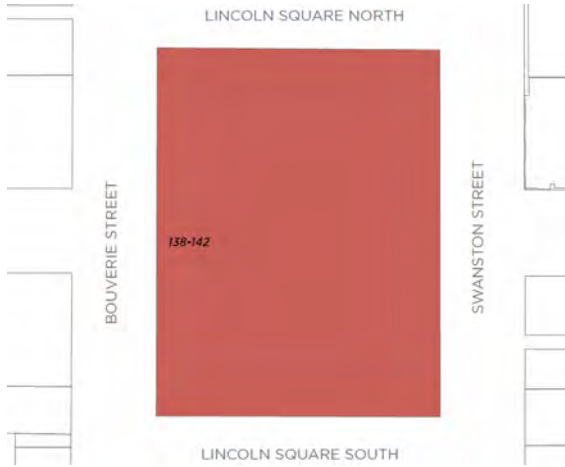 LINCOLN SQUARE NORTH
BOUVERIE STREET
138-142
SWANSTON STREET
LINCOLN SQUARE SOUTH